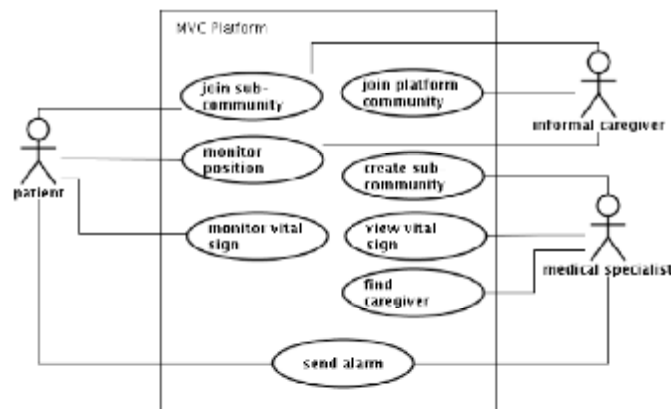 MVC Platform
join sub-
community
join platform
community
informal caregiver
monitor
position
create sub
community
patient
monitor vital
sign
view vital
sign
medical specialist
find
caregiver
send alarm